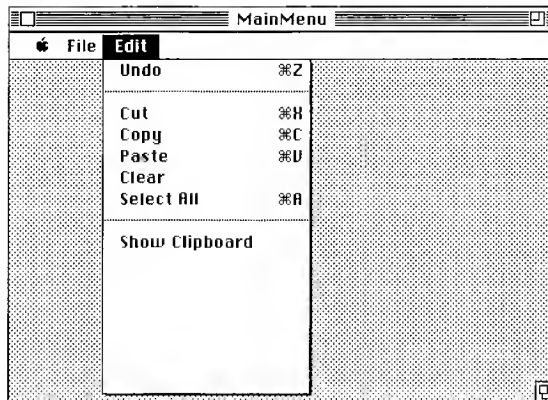 MainMenu
File Edit
Undo ⌘Z
Cut ⌘X
Copy ⌘C
Paste ⌘V
Clear
Select All ⌘A
Show Clipboard